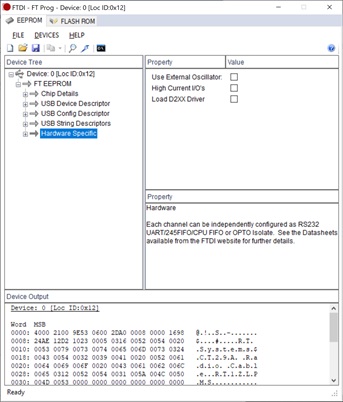 FTDI - FT Prog - Device: 0 [Loc ID:0x12]
EEPROM FLASH ROM
FILE DEVICES HELP
Device Tree
Property Value
Device: 0 [Loc ID:0x12]
FT EEPROM
Chip Details
USB Device Descriptor
USB Config Descriptor
USB String Descriptors
Hardware Specific
Use External Oscillator:
High Current I/O's
Load D2XX Driver
Property
Hardware
Each channel can be independently configured as RS232
UART/245FIFO/CPU FIFO or OPTO Isolate. See the Datasheets
available from the FTDI website for further details.
Device Output
Device: 0 [Loc ID:0x12]
Word MSB
0000: 4000 2100 9E53 0600 2DA0 0008 0000 1698 @.!..S..-.......
0008: 24AE 12D2 1023 0005 0316 0052 0054 0020 $....#.....R.T.
0010: 0053 0079 0073 0074 0065 006D 0073 0324 .S.y.s.t.e.m.s.$
0018: 0043 0054 0032 0039 0041 0020 0052 0061 .C.T.2.9.A. .R.a
0020: 0064 0069 006F 0020 0043 0061 0062 006C .d.i.o. .C.a.b.l
0028: 0065 0312 0052 0054 0031 005A 004C 0050 .e...R.T.1.Z.L.P
0030: 004D 0053 0000 0000 0000 0000 0000 0000 .M.S............
Ready